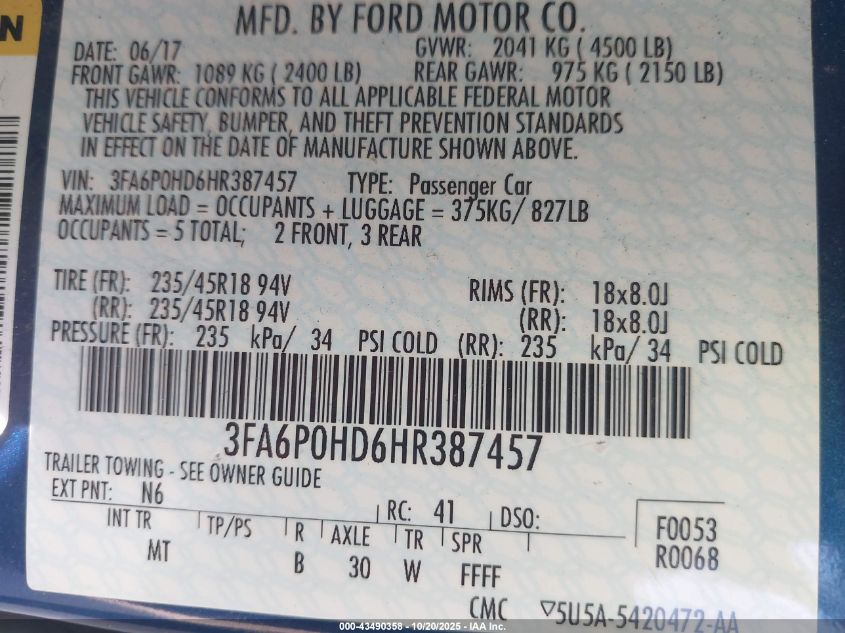 N
MFD. BY FORD MOTOR CO.
DATE: 06/17 GVWR: 2041 KG ( 4500 LB)
FRONT GAWR: 1089 KG ( 2400 LB) REAR GAWR: 975 KG ( 2150 LB)
THIS VEHICLE CONFORMS TO ALL APPLICABLE FEDERAL MOTOR
VEHICLE SAFETY, BUMPER, AND THEFT PREVENTION STANDARDS
IN EFFECT ON THE DATE OF MANUFACTURE SHOWN ABOVE.
VIN: 3FA6P0HD6HR387457 TYPE: Passenger Car
MAXIMUM LOAD = OCCUPANTS + LUGGAGE = 375KG/ 827LB
OCCUPANTS = 5 TOTAL; 2 FRONT, 3 REAR
TIRE (FR): 235/45R18 94V RIMS (FR): 18x8.0J
(RR): 235/45R18 94V (RR): 18x8.0J
PRESSURE (FR): 235 kPa/ 34 PSI COLD (RR): 235 kPa/ 34 PSI COLD
3FA6P0HD6HR387457
TRAILER TOWING - SEE OWNER GUIDE
EXT PNT: N6 RC: 41 DSO: F0053
INT TR TP/PS R AXLE TR SPR R0068
MT B 30 W FFFF
CMC ▽5U5A-5420472-AA
000-43490358 - 10/20/2025 - IAA Inc.